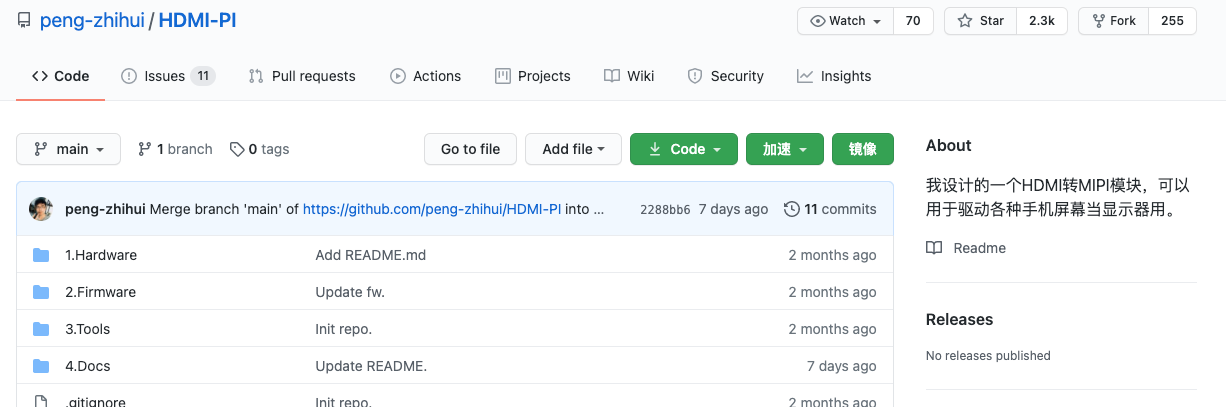 peng-zhihui / HDMI-PI
Watch 70 Star 2.3k Fork 255
Code Issues 11 Pull requests Actions Projects Wiki Security Insights
main 1 branch 0 tags Go to file Add file Code 加速 镜像
peng-zhihui Merge branch 'main' of https://github.com/peng-zhihui/HDMI-PI into ... 2288bb6 7 days ago 11 commits
1.Hardware Add README.md 2 months ago
2.Firmware Update fw. 2 months ago
3.Tools Init repo. 2 months ago
4.Docs Update README. 7 days ago
.gitignore Init repo. 2 months ago
About
我设计的一个HDMI转MIPI模块，可以
用于驱动各种手机屏幕当显示器用。
Readme
Releases
No releases published